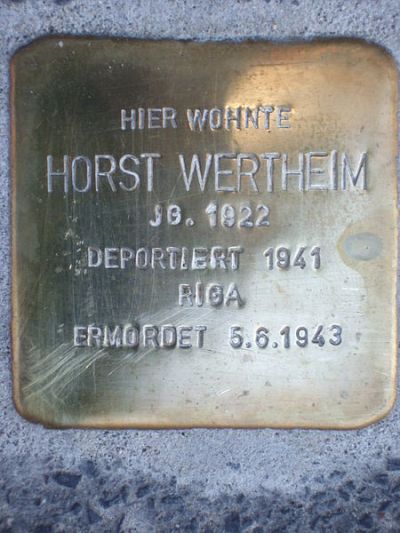 HIER WOHNTE
HORST WERTHEIM
JG. 1922
DEPORTIERT 1941
RIGA
ERMORDET 5.6.1943